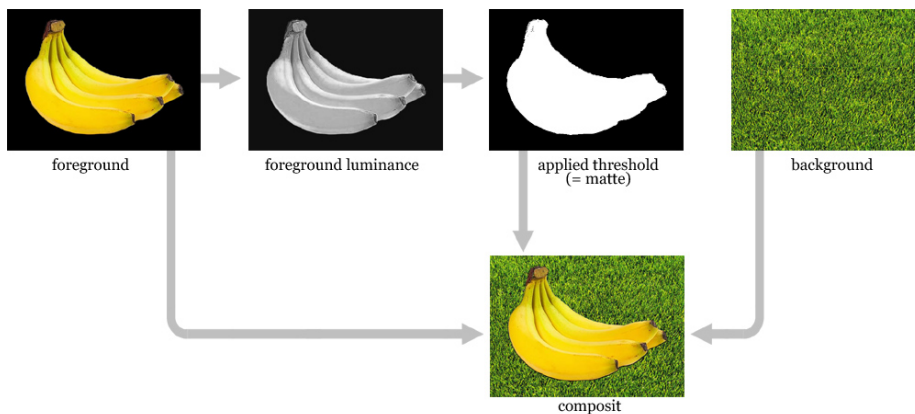 foreground
foreground luminance
applied threshold
(= matte)
background
composit